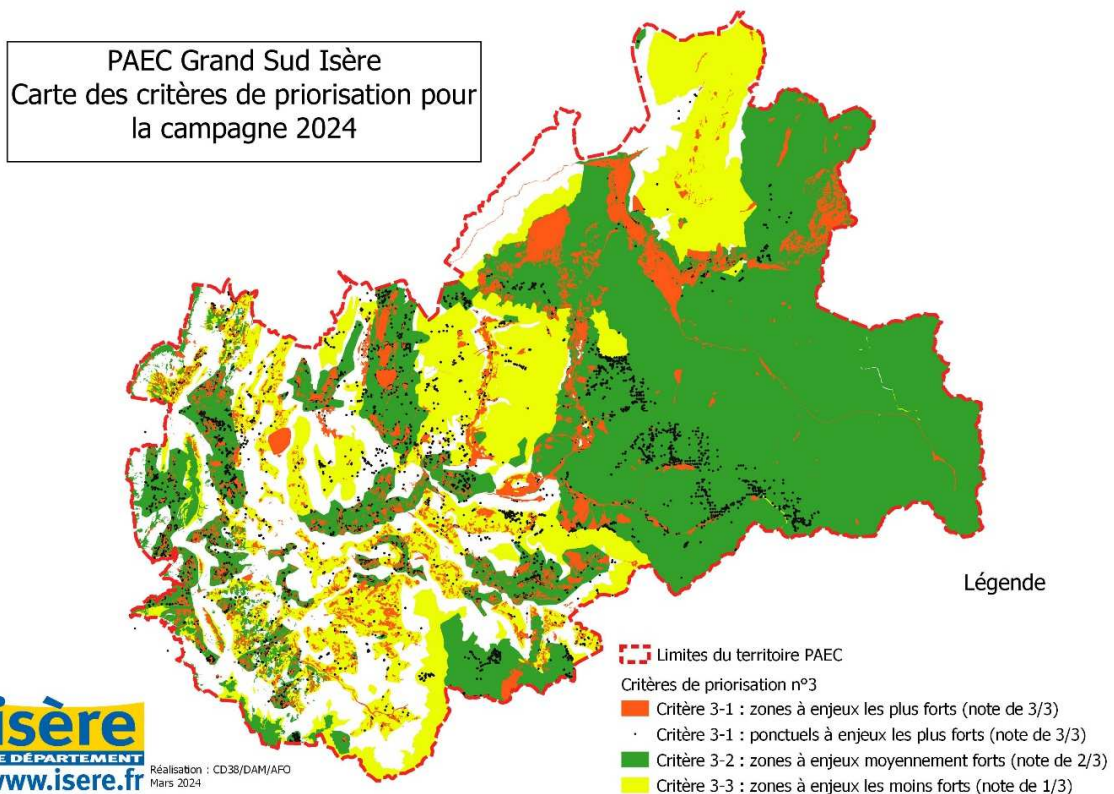 PAEC Grand Sud Isère
Carte des critères de priorisation pour
la campagne 2024
Légende
Limites du territoire PAEC
Critères de priorisation n°3
Critère 3-1 : zones à enjeux les plus forts (note de 3/3)
Critère 3-1 : ponctuels à enjeux les plus forts (note de 3/3)
Critère 3-2 : zones à enjeux moyennement forts (note de 2/3)
Critère 3-3 : zones à enjeux les moins forts (note de 1/3)
isère
E DÉPARTEMENT
www.isere.fr
Réalisation : CD38/DAM/AFO
Mars 2024